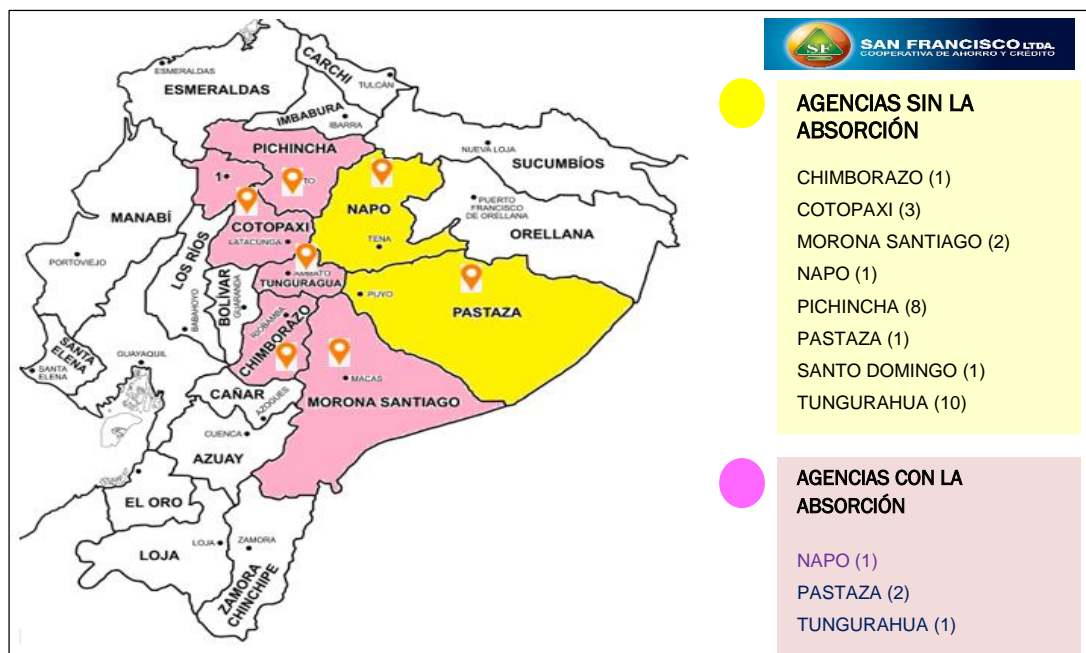 SF
SAN FRANCISCO LTDA.
COOPERATIVA DE AHORRO Y CRÉDITO
ESMERALDAS
ESMERALDAS
CARCHI
TULCÁN
IMBABURA
IBARRA
PICHINCHA
TO
1
NUEVA LOJA
SUCUMBÍOS
MANABÍ
PORTOVIEJO
COTOPAXI
LATACUNGA
NAPO
TENA
PUERTO
FRANCISCO
DE ORELLANA
ORELLANA
LOS RÍOS
BABAHOYO
BOLÍVAR
GUARANDA
AMBATO
TUNGURAGUA
PUYO
PASTAZA
RIOBAMBA
CHIMBORAZO
SANTA
ELENA
SANTA
ELENA
GUAYAQUIL
MACAS
MORONA SANTIAGO
CAÑAR
AZOGUES
CUENCA
AZUAY
EL ORO
LOJA
LOJA
ZAMORA
ZAMORA
CHINCHIPE
AGENCIAS SIN LA
ABSORCIÓN
CHIMBORAZO (1)
COTOPAXI (3)
MORONA SANTIAGO (2)
NAPO (1)
PICHINCHA (8)
PASTAZA (1)
SANTO DOMINGO (1)
TUNGURAHUA (10)
AGENCIAS CON LA
ABSORCIÓN
NAPO (1)
PASTAZA (2)
TUNGURAHUA (1)